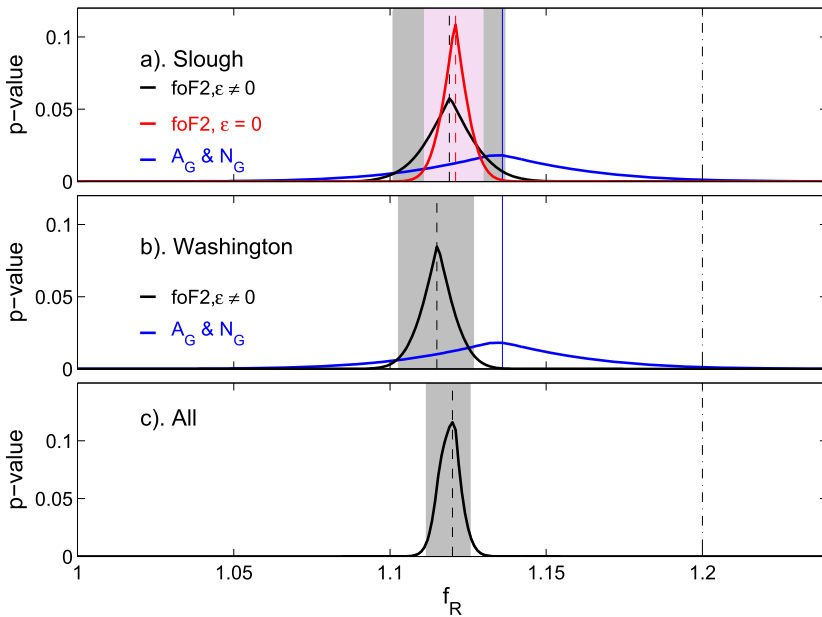 0.1
0.05
0
p-value
a). Slough
foF2,ε ≠ 0
foF2, ε = 0
A_G & N_G
0.1
0.05
0
p-value
b). Washington
foF2,ε ≠ 0
A_G & N_G
0.1
0.05
0
p-value
c). All
1
1.05
1.1
1.15
1.2
f_R